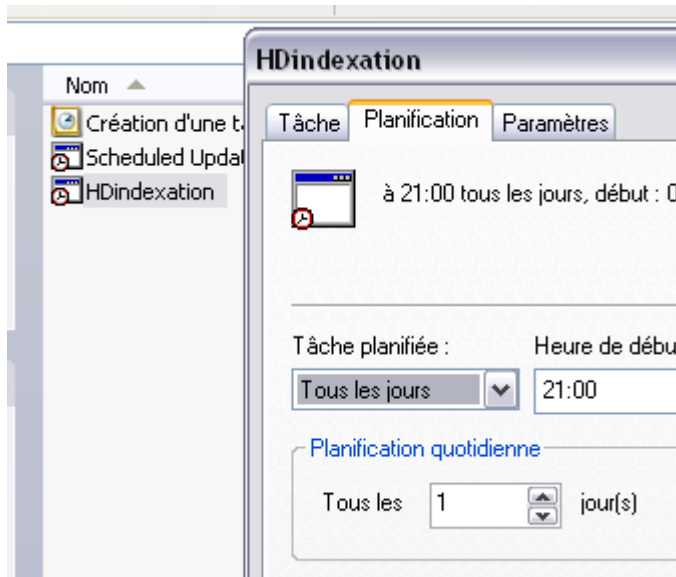 Nom
Création d'une t
Scheduled Updat
HDindexation
HDindexation
Tâche Planification Paramètres
à 21:00 tous les jours, début : 0
Tâche planifiée : Heure de débu
Tous les jours 21:00
Planification quotidienne
Tous les 1 jour(s)